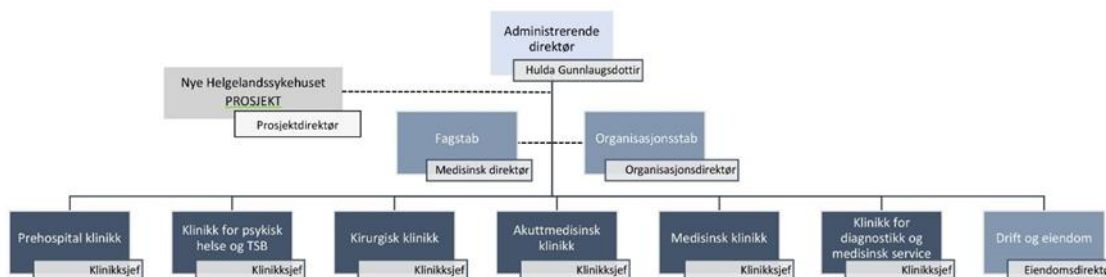 Administrerende
direktør
Hulda Gunnlaugsdottir
Nye Helgelandssykehuset
PROSJEKT
Prosjektdirektør
Fagstab
Medisinsk direktør
Organisasjonsstab
Organisasjonsdirektør
Prehospital klinikk
Klinikksjef
Klinikk for psykisk
helse og TSB
Klinikksjef
Kirurgisk klinikk
Klinikksjef
Akuttmedisinsk
klinikk
Klinikksjef
Medisinsk klinikk
Klinikksjef
Klinikk for
diagnostikk og
medisinsk service
Klinikksjef
Drift og eiendom
Eiendomsdirektø